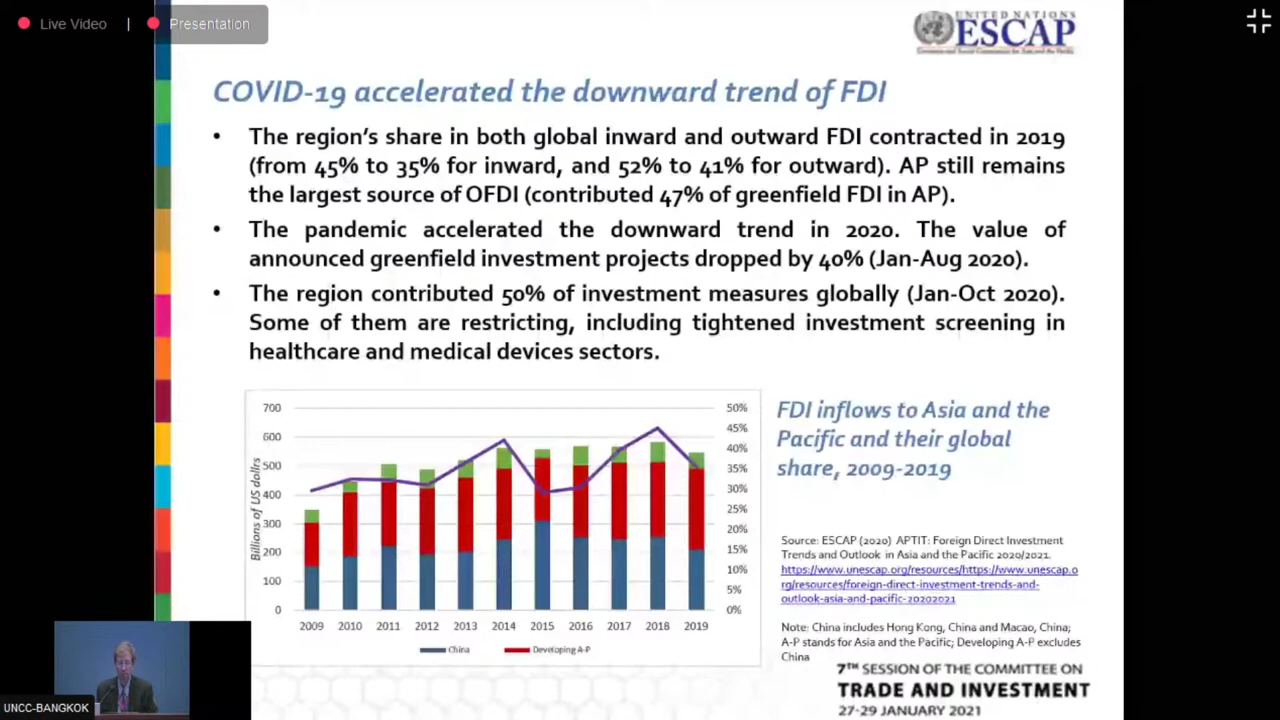 Live Video | Presentation
UNITED NATIONS
ESCAP
Economic and Social Commission for Asia and the Pacific
COVID-19 accelerated the downward trend of FDI
• The region's share in both global inward and outward FDI contracted in 2019
(from 45% to 35% for inward, and 52% to 41% for outward). AP still remains
the largest source of OFDI (contributed 47% of greenfield FDI in AP).
• The pandemic accelerated the downward trend in 2020. The value of
announced greenfield investment projects dropped by 40% (Jan-Aug 2020).
• The region contributed 50% of investment measures globally (Jan-Oct 2020).
Some of them are restricting, including tightened investment screening in
healthcare and medical devices sectors.
Billions of US dollrs
700
600
500
400
300
200
100
0
50%
45%
40%
35%
30%
25%
20%
15%
10%
5%
0%
2009 2010 2011 2012 2013 2014 2015 2016 2017 2018 2019
China Developing A-P
FDI inflows to Asia and the
Pacific and their global
share, 2009-2019
Source: ESCAP (2020) APTIT: Foreign Direct Investment
Trends and Outlook in Asia and the Pacific 2020/2021.
https://www.unescap.org/resources/https://www.unescap.o
rg/resources/foreign-direct-investment-trends-and-
outlook-asia-and-pacific-20202021
Note: China includes Hong Kong, China and Macao, China;
A-P stands for Asia and the Pacific; Developing A-P excludes
China
7TH SESSION OF THE COMMITTEE ON
TRADE AND INVESTMENT
27-29 JANUARY 2021
UNCC-BANGKOK